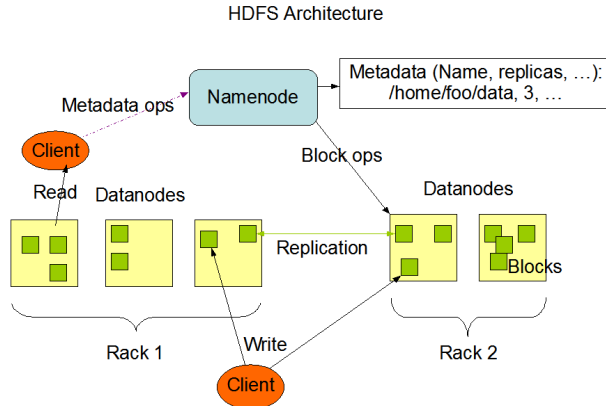 HDFS Architecture
Metadata (Name, replicas, …):
/home/foo/data, 3, …
Namenode
Metadata ops
Client
Block ops
Read
Datanodes
Datanodes
Replication
Blocks
Rack 1
Write
Rack 2
Client